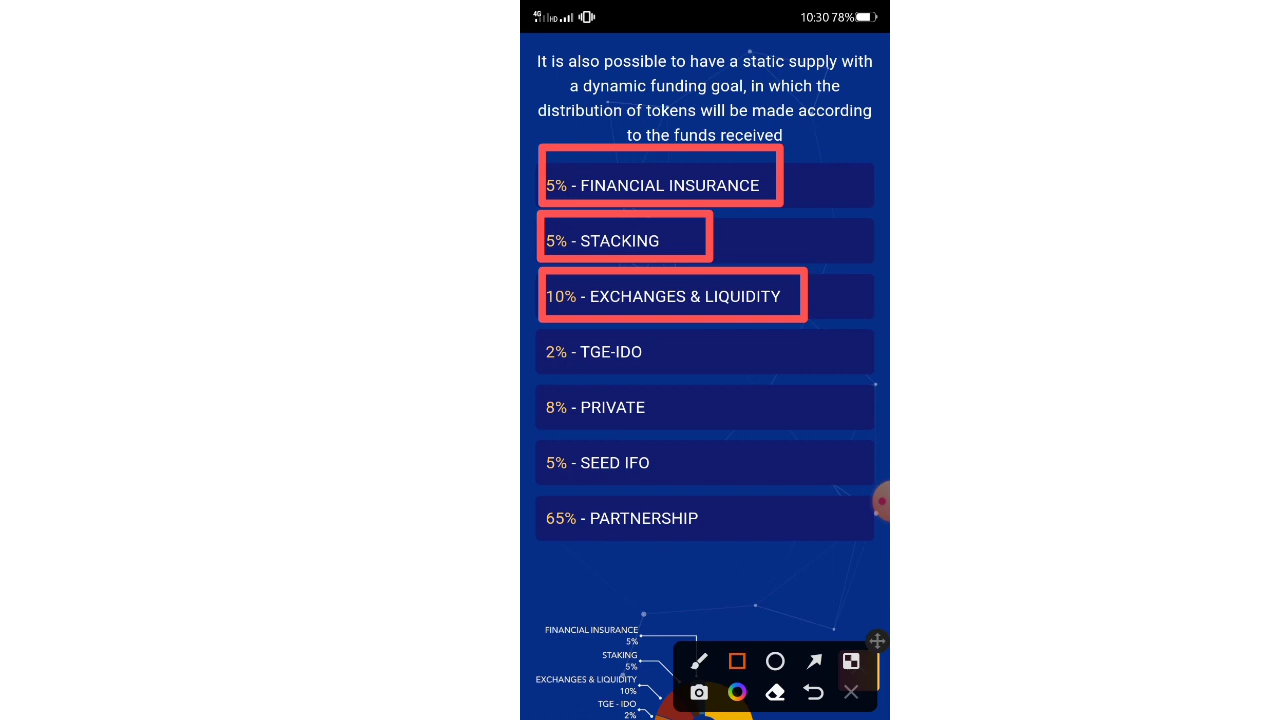 4G HD 10:30 78%
It is also possible to have a static supply with
a dynamic funding goal, in which the
distribution of tokens will be made according
to the funds received
5% - FINANCIAL INSURANCE
5% - STACKING
10% - EXCHANGES & LIQUIDITY
2% - TGE-IDO
8% - PRIVATE
5% - SEED IFO
65% - PARTNERSHIP
FINANCIAL INSURANCE
5%
STAKING
5%
EXCHANGES & LIQUIDITY
10%
TGE - IDO
2%